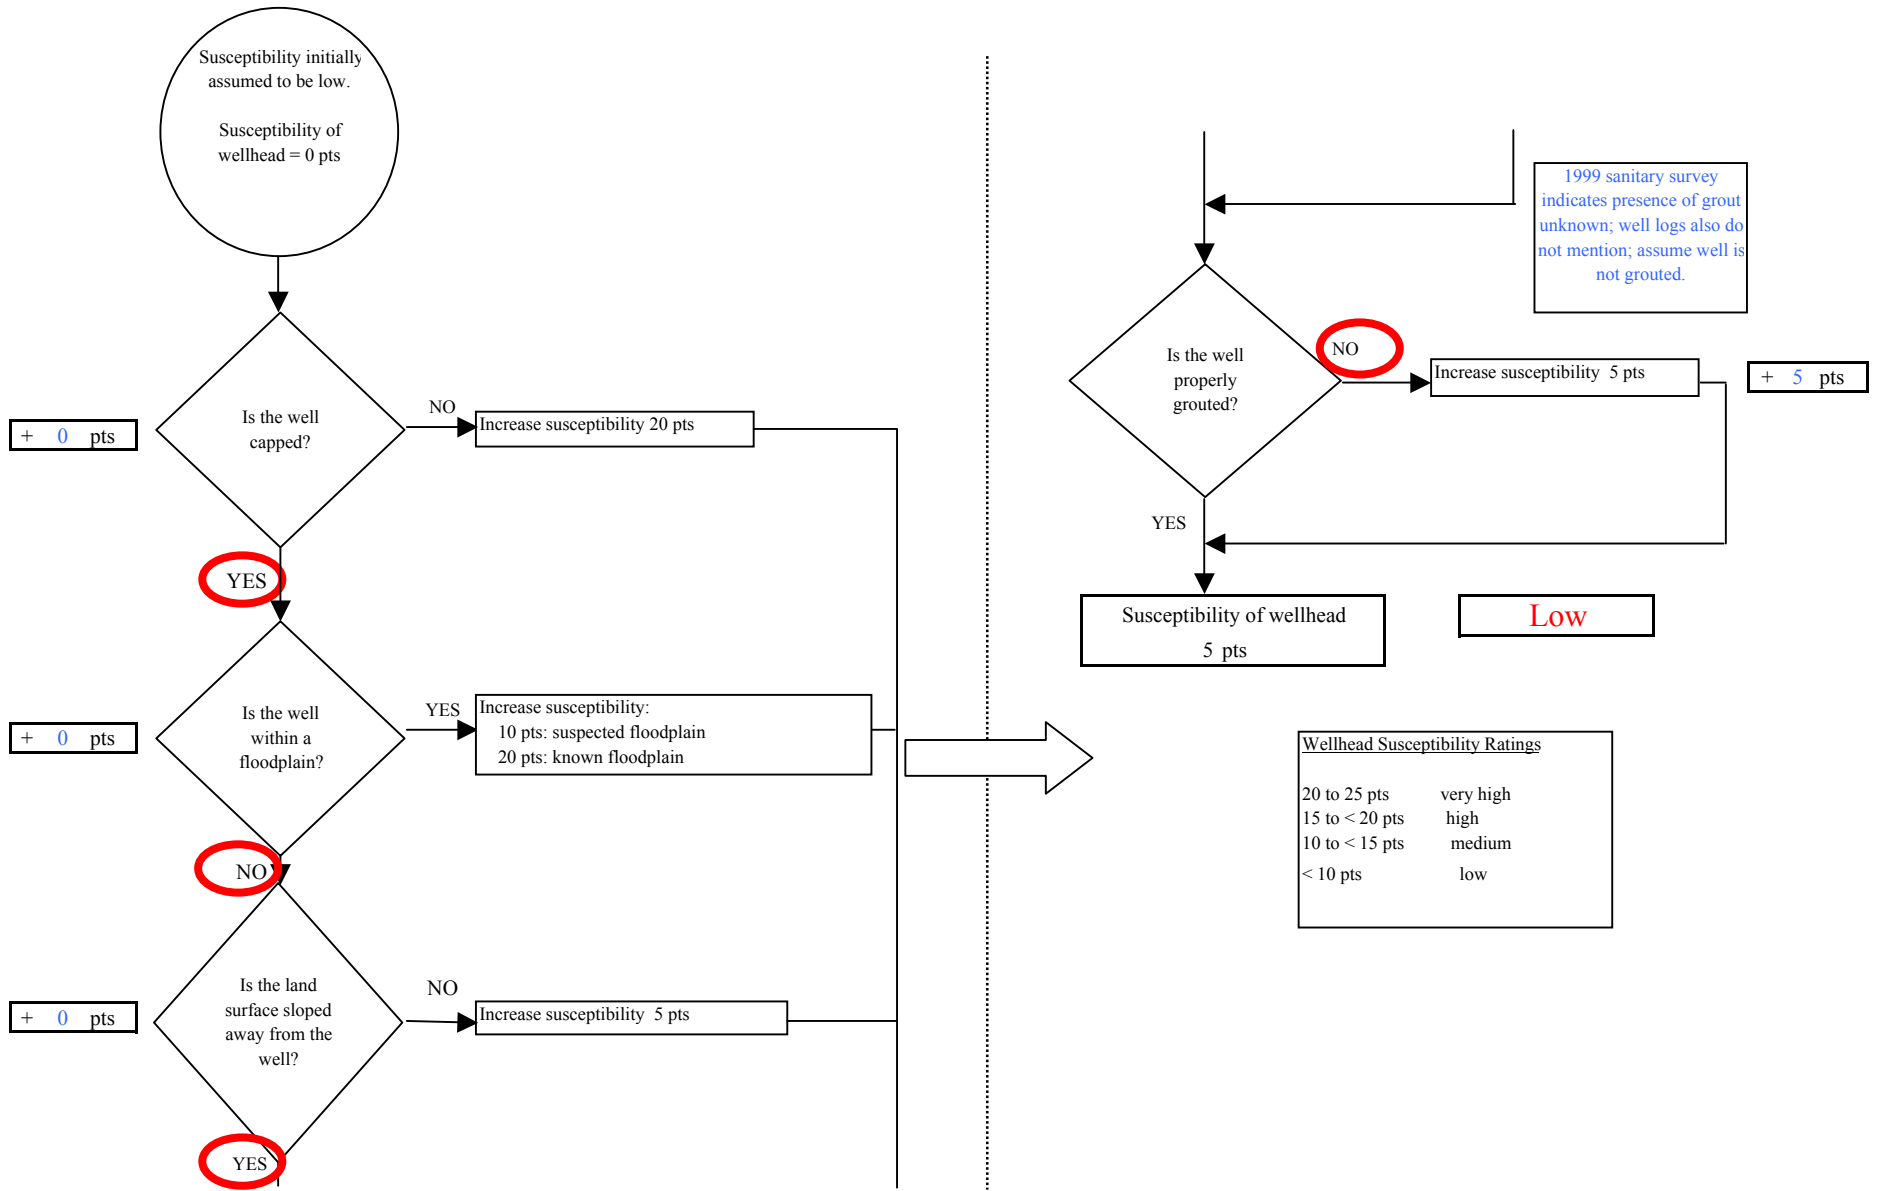 Susceptibility initially
assumed to be low.
Susceptibility of
wellhead = 0 pts
Is the well
capped?
NO
Increase susceptibility 20 pts
+ 0 pts
YES
Is the well
within a
floodplain?
YES
Increase susceptibility:
10 pts: suspected floodplain
20 pts: known floodplain
+ 0 pts
NO
Is the land
surface sloped
away from the
well?
NO
Increase susceptibility 5 pts
+ 0 pts
YES
1999 sanitary survey
indicates presence of grout
unknown; well logs also do
not mention; assume well is
not grouted.
Is the well
properly
grouted?
NO
Increase susceptibility 5 pts
+ 5 pts
YES
Susceptibility of wellhead
5 pts
Low
Wellhead Susceptibility Ratings
20 to 25 pts very high
15 to < 20 pts high
10 to < 15 pts medium
< 10 pts low